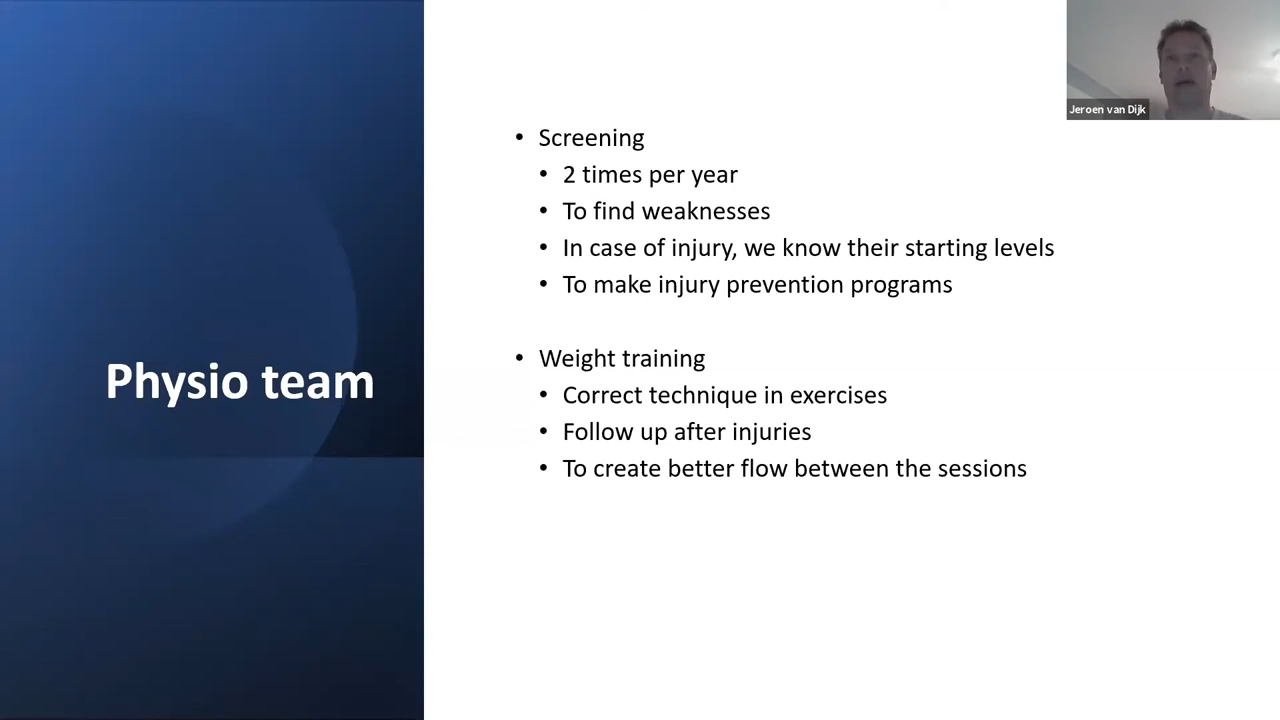 Jeroen van Dijk
Physio team
• Screening
• 2 times per year
• To find weaknesses
• In case of injury, we know their starting levels
• To make injury prevention programs
• Weight training
• Correct technique in exercises
• Follow up after injuries
• To create better flow between the sessions